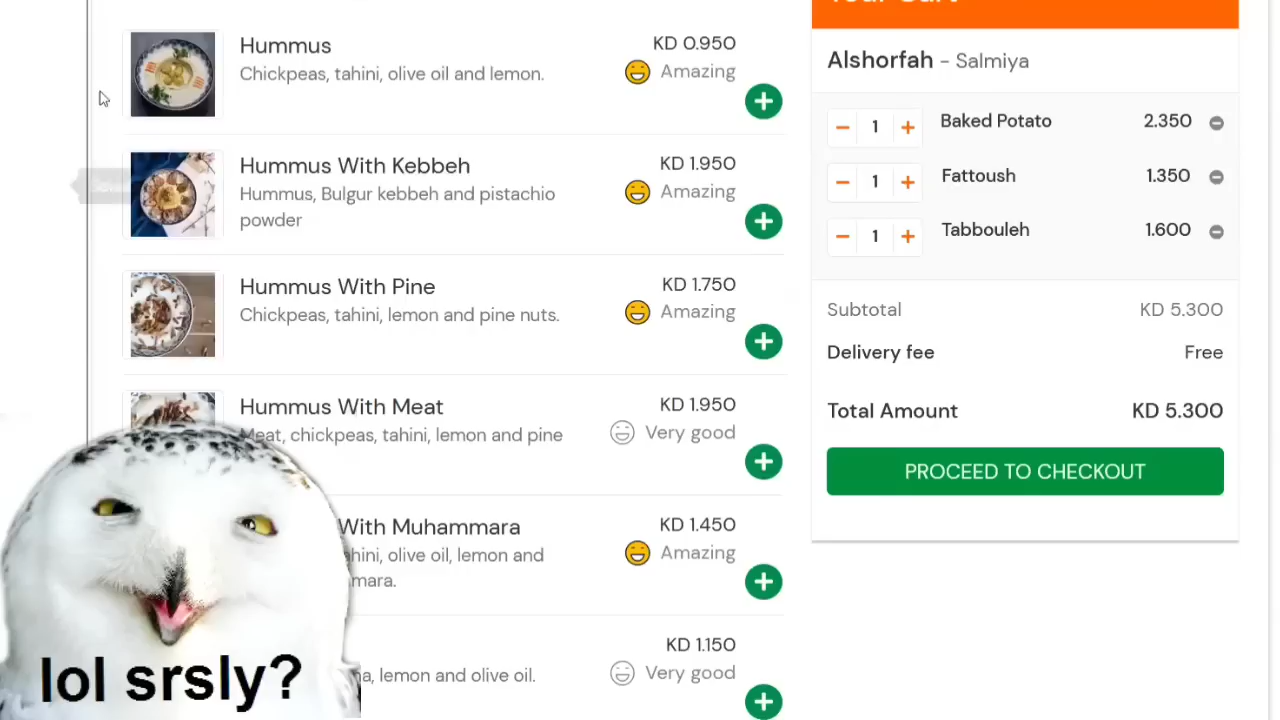 Hummus
KD 0.950
Chickpeas, tahini, olive oil and lemon.
Amazing
Hummus With Kebbeh
KD 1.950
Hummus, Bulgur kebbeh and pistachio
powder
Amazing
Hummus With Pine
KD 1.750
Chickpeas, tahini, lemon and pine nuts.
Amazing
Hummus With Meat
KD 1.950
Meat, chickpeas, tahini, lemon and pine
Very good
With Muhammara
KD 1.450
olive oil, lemon and
Amazing
KD 1.150
lemon and olive oil.
Very good
lol srsly?
Your Cart
Alshorfah - Salmiya
− 1 + Baked Potato 2.350
− 1 + Fattoush 1.350
− 1 + Tabbouleh 1.600
Subtotal KD 5.300
Delivery fee Free
Total Amount KD 5.300
PROCEED TO CHECKOUT